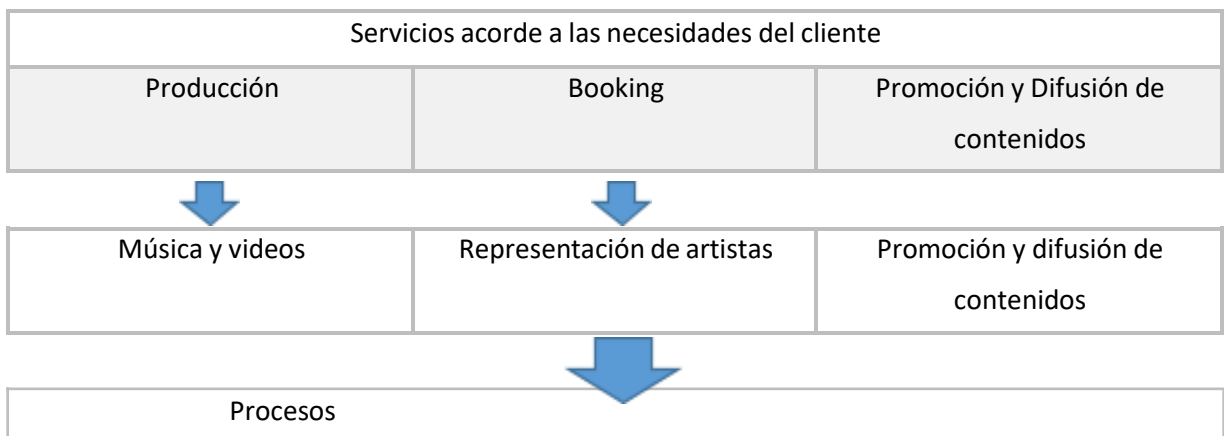 Servicios acorde a las necesidades del cliente
Producción
Booking
Promoción y Difusión de
contenidos
Música y videos
Representación de artistas
Promoción y difusión de
contenidos
Procesos